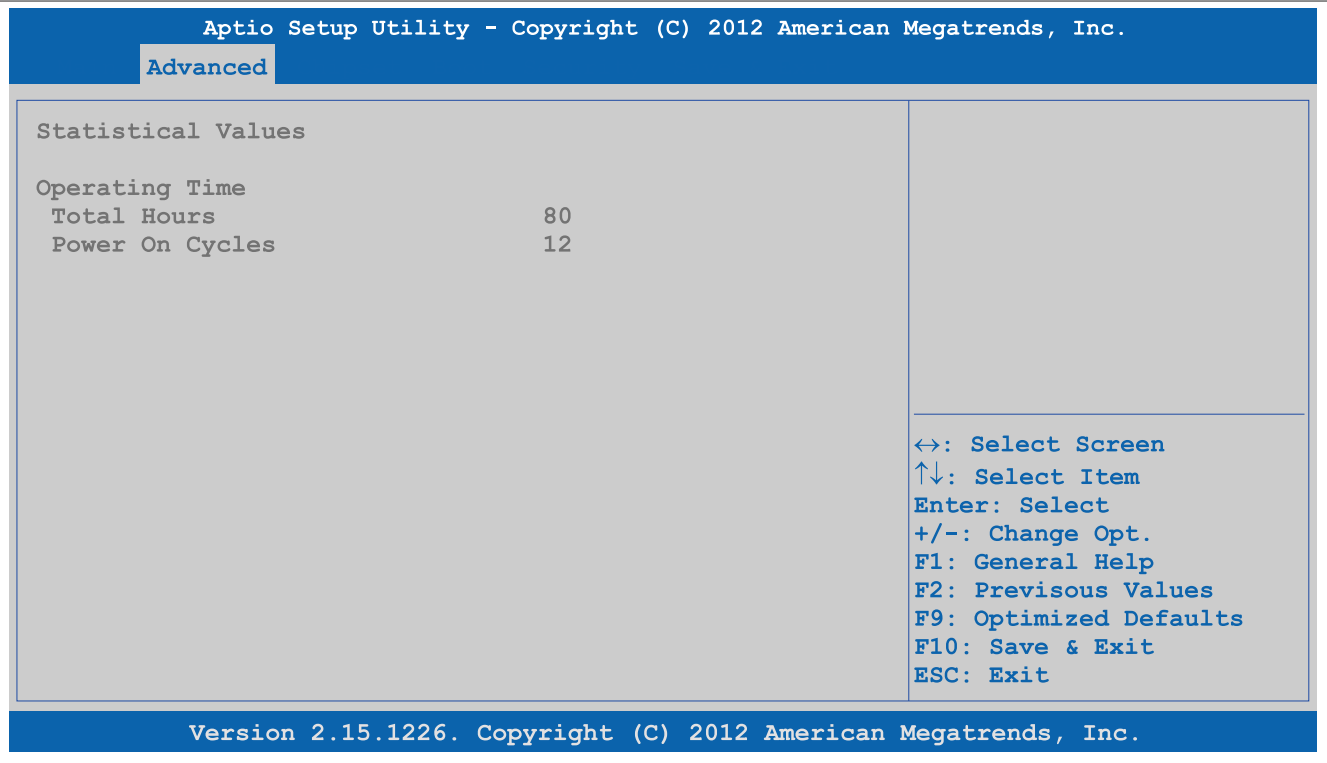 Aptio Setup Utility - Copyright (C) 2012 American Megatrends, Inc.
Advanced
Statistical Values
Operating Time
Total Hours 80
Power On Cycles 12
↔: Select Screen
↑↓: Select Item
Enter: Select
+/-: Change Opt.
F1: General Help
F2: Previsous Values
F9: Optimized Defaults
F10: Save & Exit
ESC: Exit
Version 2.15.1226. Copyright (C) 2012 American Megatrends, Inc.